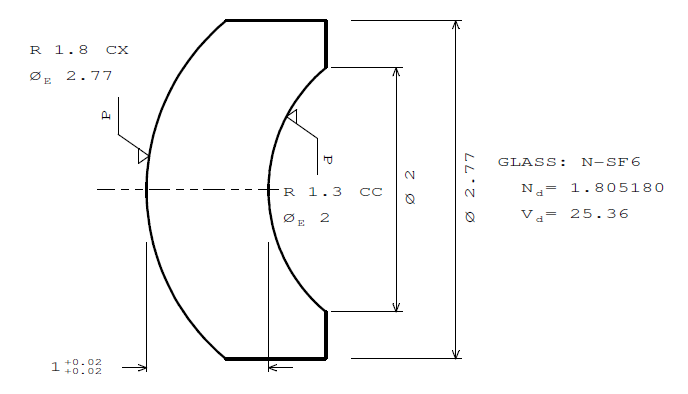 R 1.8 CX
ØE 2.77
P
P
R 1.3 CC
ØE 2
Ø 2
Ø 2.77
GLASS: N-SF6
Nd= 1.805180
Vd= 25.36
1 +0.02
+0.02